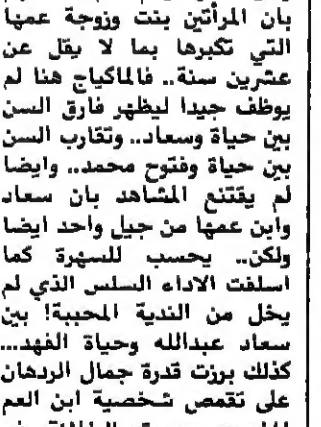 بان المرأتين بنت وزوجة عمها
التي تكبرها بما لا يقل عن
عشرين سنة.. فالماكياج هنا لم
يوظف جيدا ليظهر فارق السن
بين حياة وسعاد.. وتقارب السن
بين حياة وفتوح محمد.. وايضا
لم يقتنع المشاهد بان سعاد
وابن عمها من جيل واحد ايضا
ولكن.. يحسب للسهرة كما
اسلفت الاداء السلس الذي لم
يخل من الندية المحببة! بين
سعاد عبدالله وحياة الفهد...
كذلك برزت قدرة جمال الردهان
على تقمص شخصية ابن العم